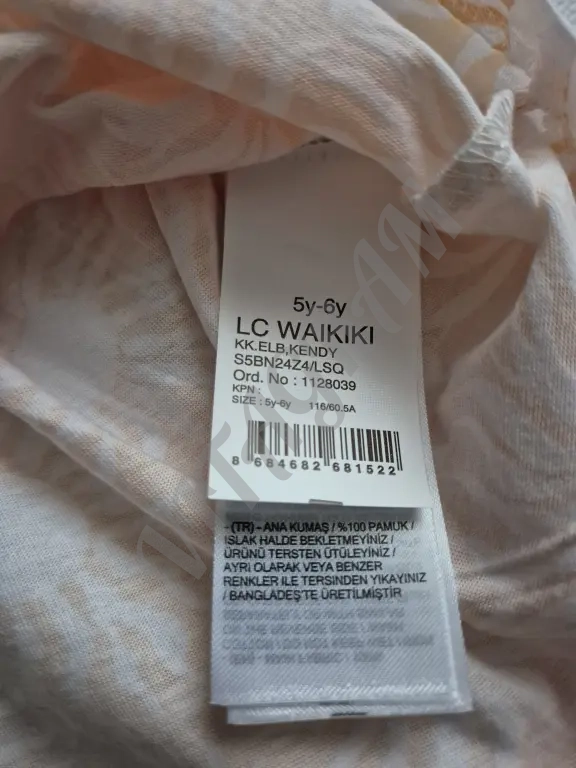 5y-6y
LC WAIKIKI
KK.ELB,KENDY
S5BN24Z4/LSQ
Ord. No : 1128039
KPN :
SIZE : 5y-6y 116/60.5A
8 684682 681522
- (TR) - ANA KUMAŞ / %100 PAMUK /
ISLAK HALDE BEKLETMEYİNİZ /
ÜRÜNÜ TERSTEN ÜTÜLEYİNİZ /
AYRI OLARAK VEYA BENZER
RENKLER İLE TERSİNDEN YIKAYINIZ
/ BANGLADEŞ'TE ÜRETİLMİŞTİR